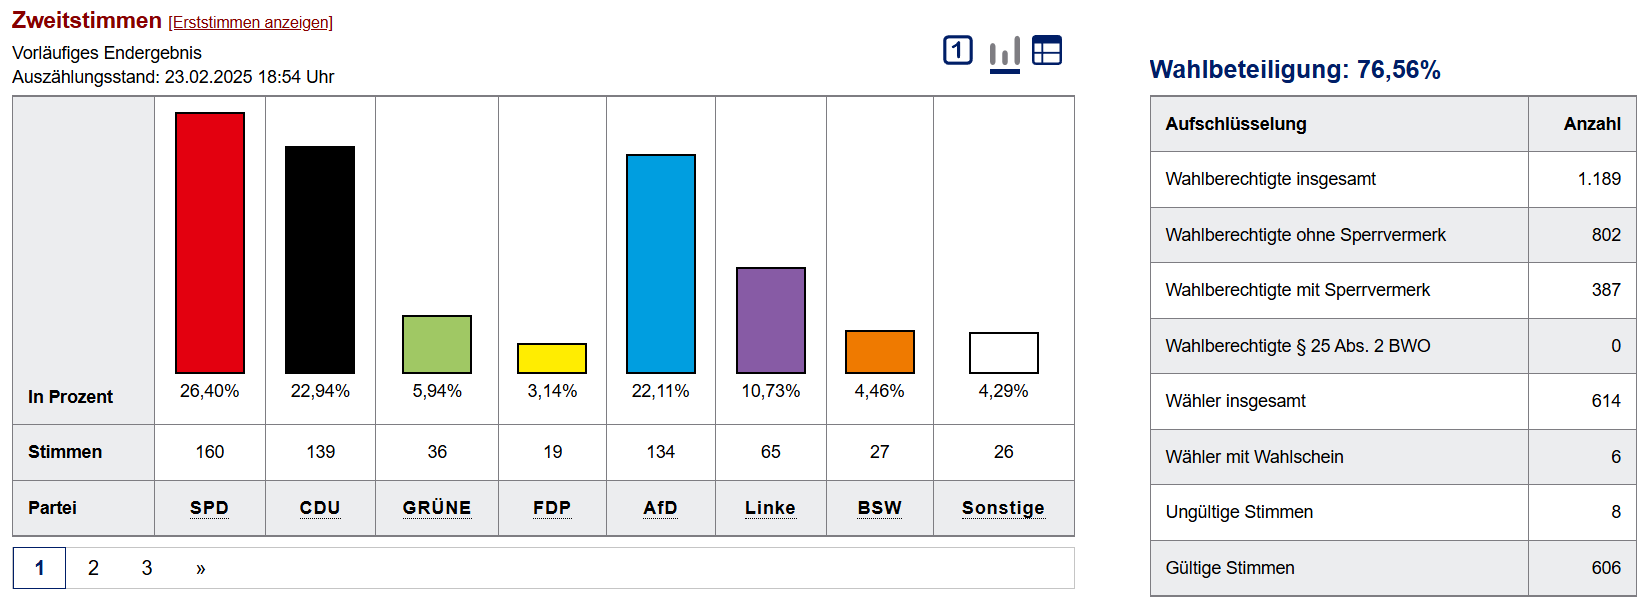 Zweitstimmen [Erststimmen anzeigen]
Vorläufiges Endergebnis
Auszählungsstand: 23.02.2025 18:54 Uhr
1
In Prozent 26,40% 22,94% 5,94% 3,14% 22,11% 10,73% 4,46% 4,29%
Stimmen 160 139 36 19 134 65 27 26
Partei SPD CDU GRÜNE FDP AfD Linke BSW Sonstige
1 2 3 »
Wahlbeteiligung: 76,56%
Aufschlüsselung Anzahl
Wahlberechtigte insgesamt 1.189
Wahlberechtigte ohne Sperrvermerk 802
Wahlberechtigte mit Sperrvermerk 387
Wahlberechtigte § 25 Abs. 2 BWO 0
Wähler insgesamt 614
Wähler mit Wahlschein 6
Ungültige Stimmen 8
Gültige Stimmen 606